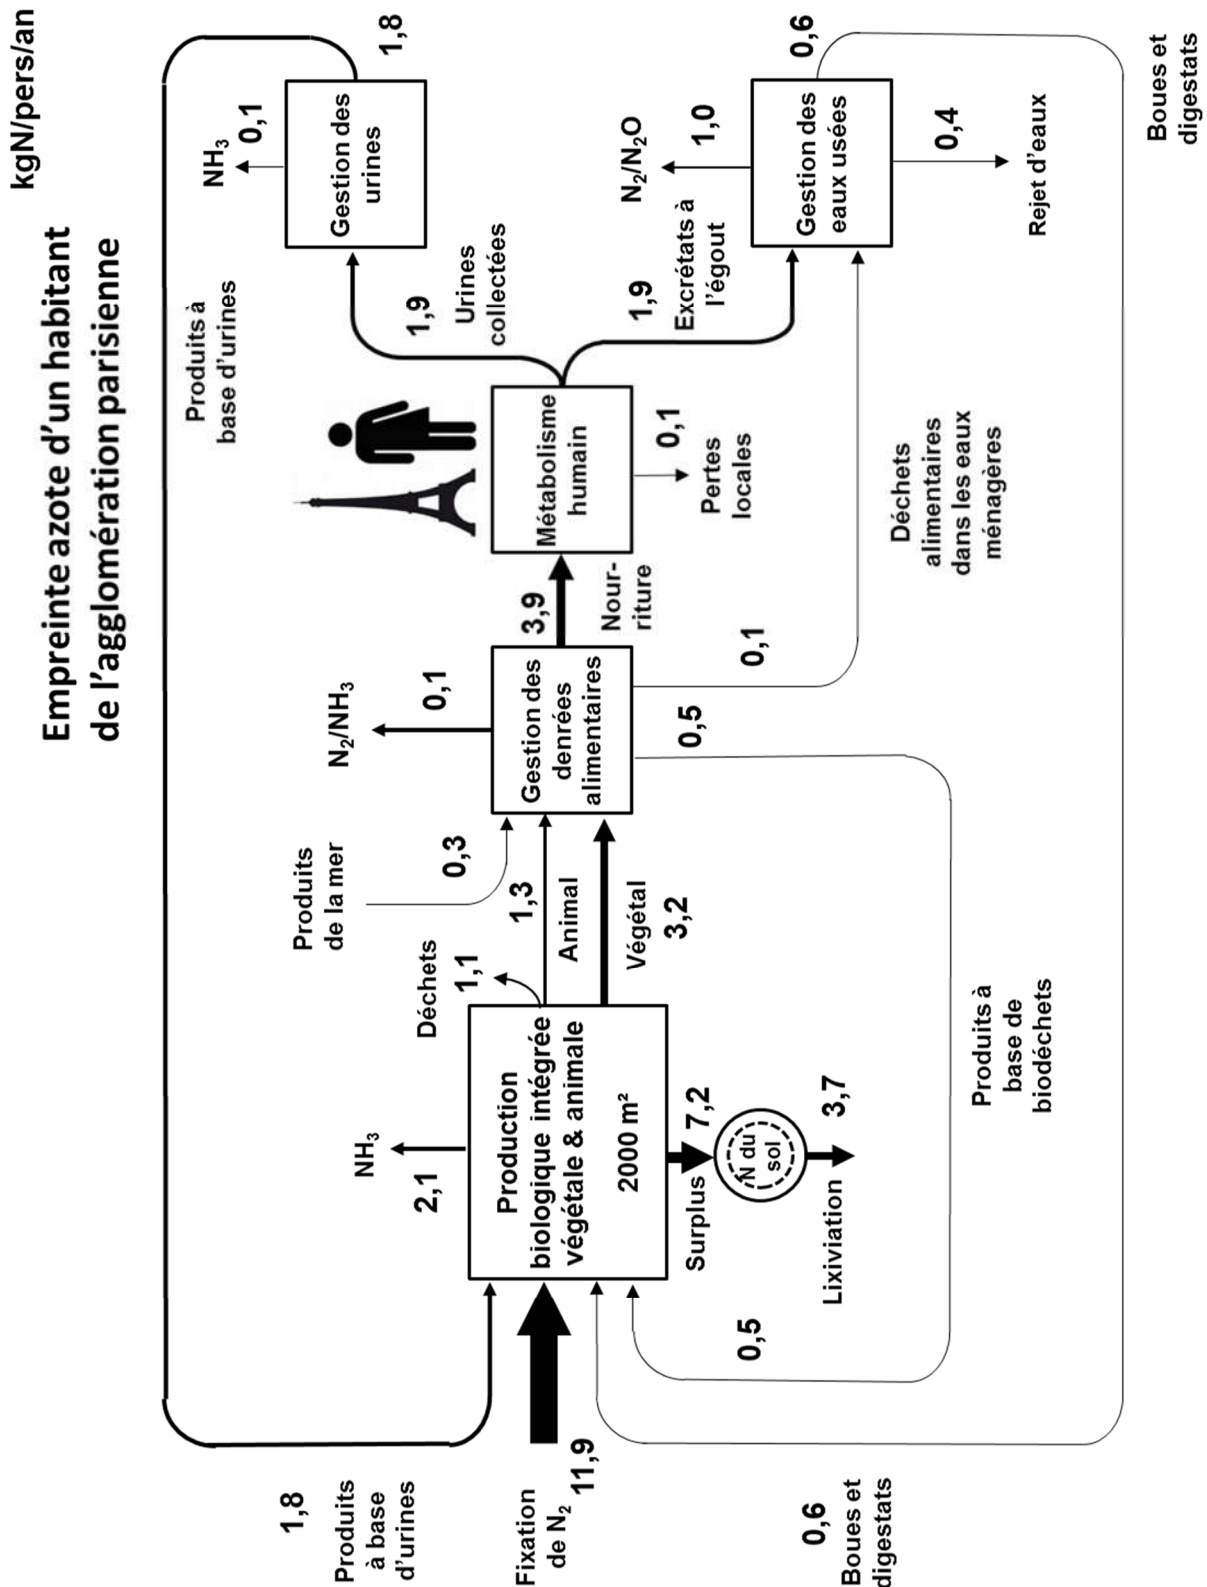 kgN/pers/an
Empreinte azote d'un habitant
de l'agglomération parisienne
1,8
Produits
à base
d'urines
Fixation
de N₂
11,9
0,6
Boues et
digestats
NH₃
2,1
Production
biologique intégrée
végétale & animale
2000 m²
Surplus
7,2
N du
sol
Lixiviation
3,7
0,5
Déchets
1,1
Animal
1,3
Végétal
3,2
Produits
de la mer
0,3
Produits à
base de
biodéchets
N₂/NH₃
0,1
Gestion des
denrées
alimentaires
0,5
0,1
3,9
Nour-
riture
Métabolisme
humain
0,1
Pertes
locales
Déchets
alimentaires
dans les eaux
ménagères
Produits à
base d'urines
1,9
Urines
collectées
1,9
Excrétats à
l'égout
NH₃
0,1
Gestion des
urines
1,8
N₂/N₂O
1,0
Gestion des
eaux usées
0,6
0,4
Rejet d'eaux
Boues et
digestats